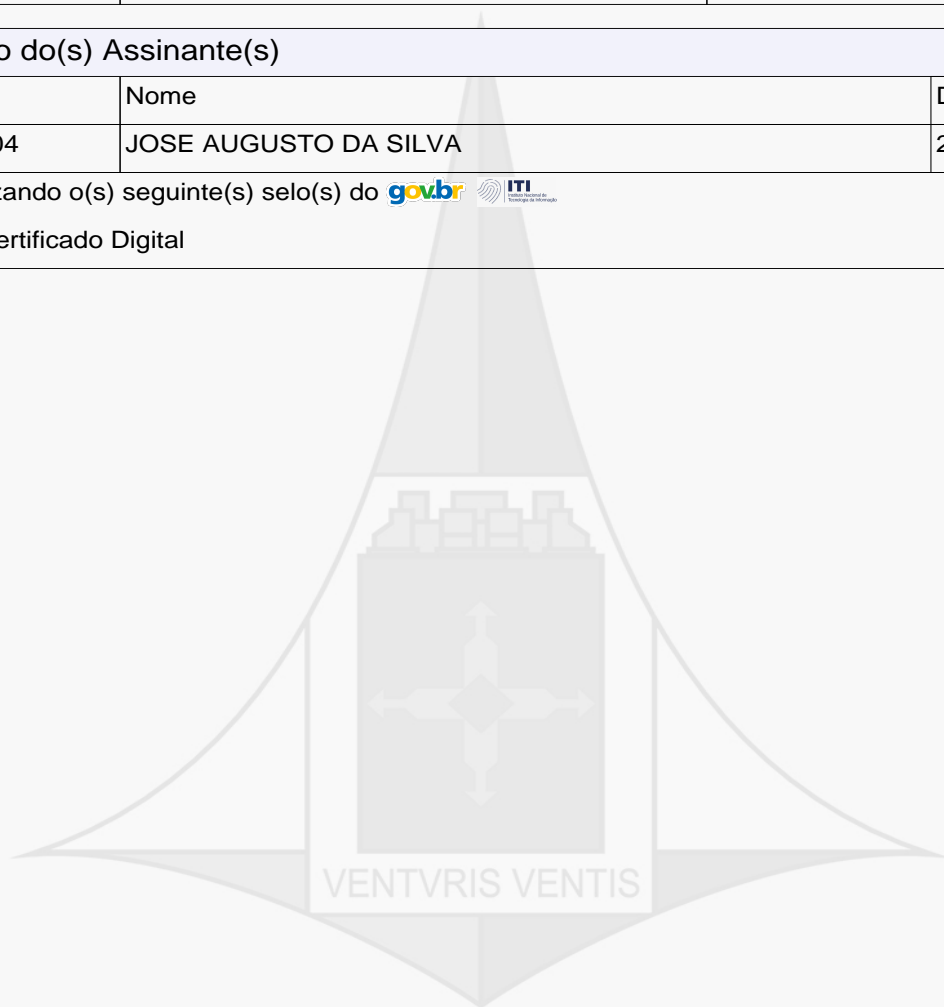 o do(s) Assinante(s)
Nome
04 JOSE AUGUSTO DA SILVA 2
zando o(s) seguinte(s) selo(s) do gov.br ITI
ertificado Digital
VENTVRIS VENTIS